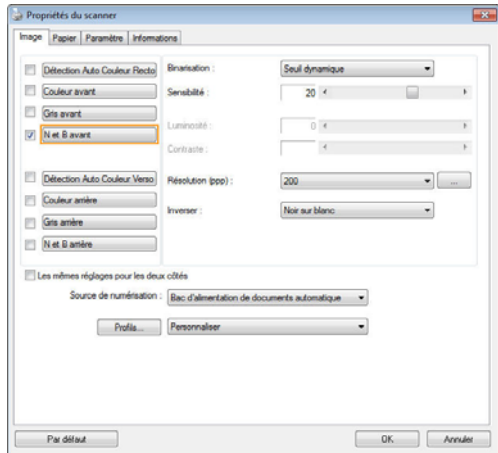 Propriétés du scanner
Image Papier Paramètre Informations
Détection Auto Couleur Recto
Couleur avant
Gris avant
N et B avant
Détection Auto Couleur Verso
Couleur arrière
Gris arrière
N et B arrière
Binarisation : Seuil dynamique
Sensibilité : 20
Luminosité : 0
Contraste :
Résolution (ppp) : 200 ...
Inverser : Noir sur blanc
Les mêmes réglages pour les deux côtés
Source de numérisation : Bac d'alimentation de documents automatique
Profils... Personnaliser
Par défaut OK Annuler